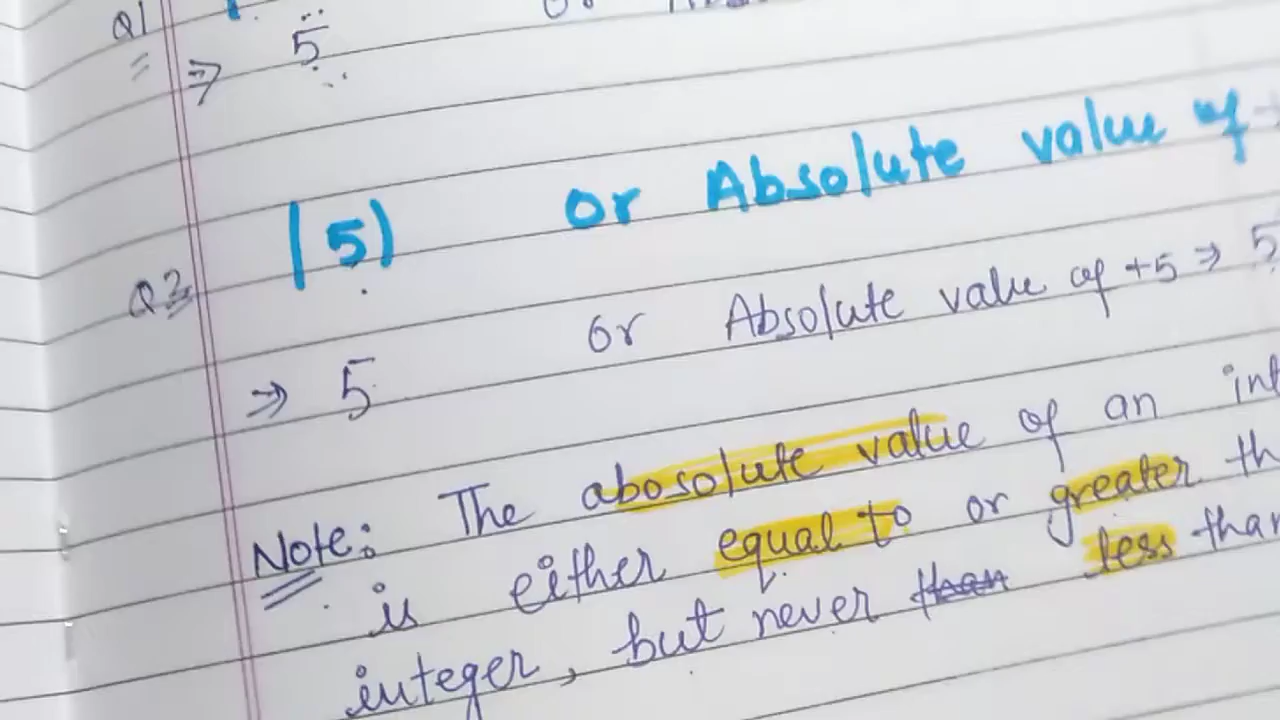 Q1
⇒ 5
|5| or Absolute value of
Q2
or Absolute value of +5 ⇒ 5
⇒ 5
Note: The abosolute value of an
is either equal to or greater
integer, but never less than